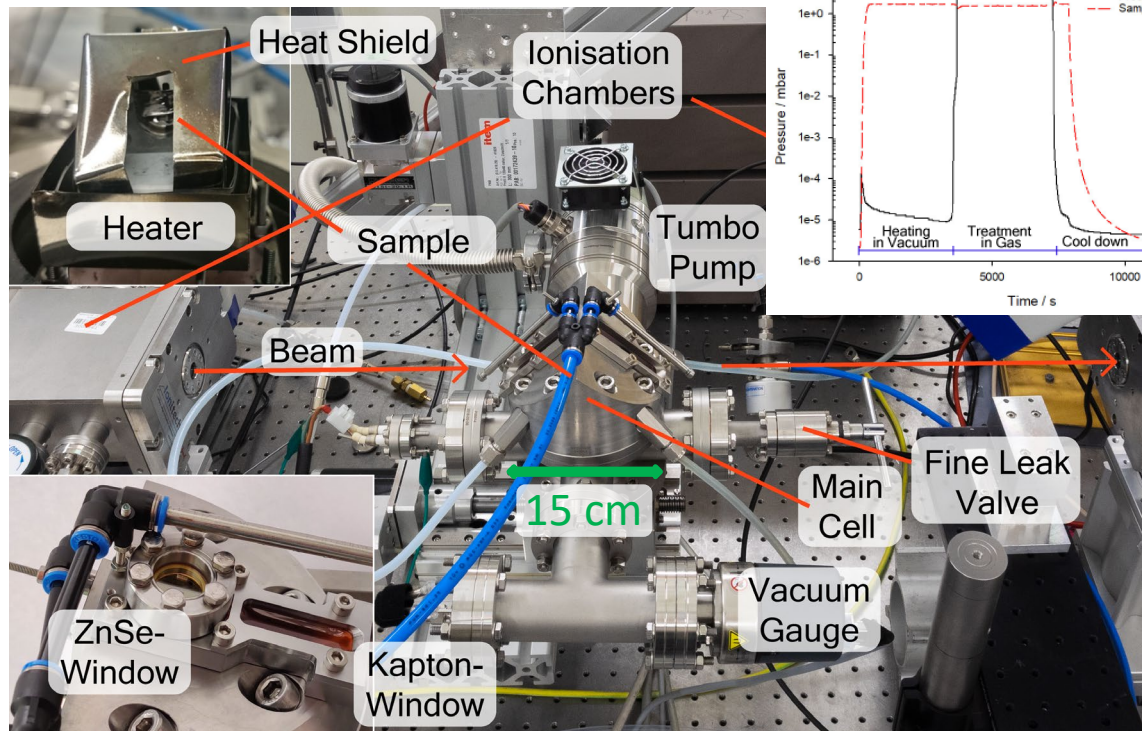 Heat Shield
Ionisation
Chambers
Heater
Sample
Tumbo
Pump
Beam
15 cm
Main
Cell
Fine Leak
Valve
Vacuum
Gauge
ZnSe-
Window
Kapton-
Window
item
Sam
Pressure / mbar
1e+0
1e-1
1e-2
1e-3
1e-4
1e-5
1e-6
Heating
in Vacuum
Treatment
in Gas
Cool down
0
5000
10000
Time / s